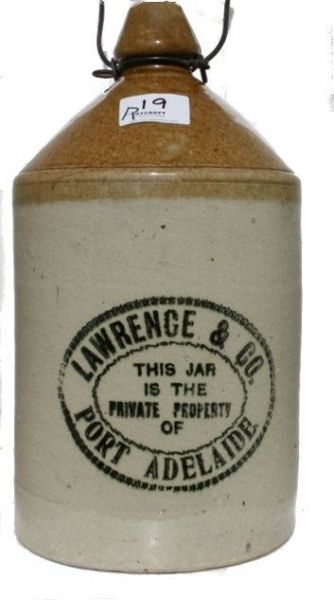 19
LAWRENCE & CO.
THIS JAR
IS THE
PRIVATE PROPERTY
OF
PORT ADELAIDE